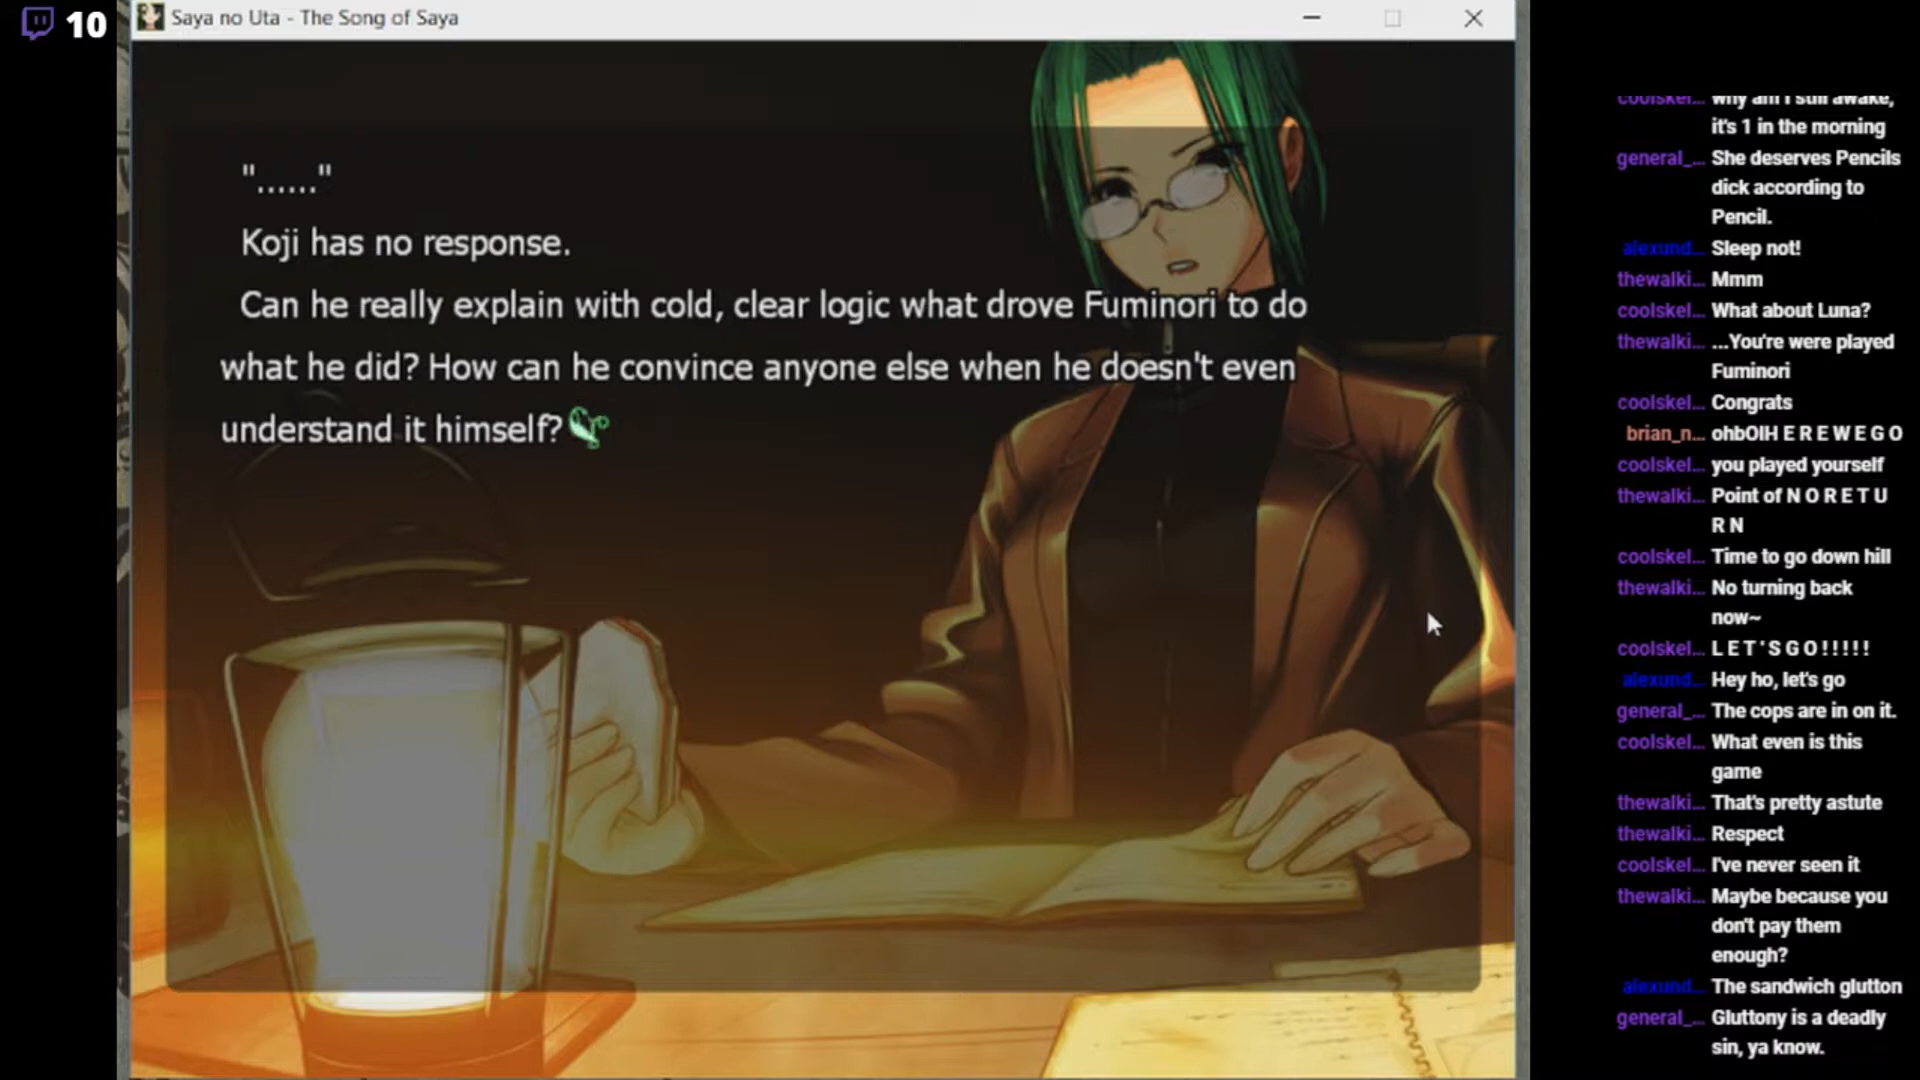 10
Saya no Uta - The Song of Saya
"......"
Koji has no response.
Can he really explain with cold, clear logic what drove Fuminori to do
what he did? How can he convince anyone else when he doesn't even
understand it himself?
coolskel... why am I still awake,
it's 1 in the morning
general_... She deserves Pencils
dick according to
Pencil.
alexund... Sleep not!
thewalki... Mmm
coolskel... What about Luna?
thewalki... ...You're were played
Fuminori
coolskel... Congrats
brian_n... ohbOIH E R E W E G O
coolskel... you played yourself
thewalki... Point of N O R E T U
R N
coolskel... Time to go down hill
thewalki... No turning back
now~
coolskel... L E T ' S G O ! ! ! ! !
alexund... Hey ho, let's go
general_... The cops are in on it.
coolskel... What even is this
game
thewalki... That's pretty astute
thewalki... Respect
coolskel... I've never seen it
thewalki... Maybe because you
don't pay them
enough?
alexund... The sandwich glutton
general_... Gluttony is a deadly
sin, ya know.